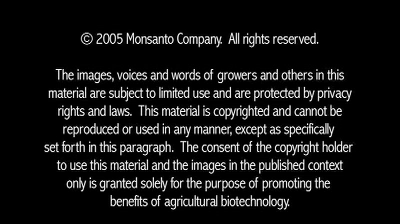 © 2005 Monsanto Company.  All rights reserved.
The images, voices and words of growers and others in this
material are subject to limited use and are protected by privacy
rights and laws.  This material is copyrighted and cannot be
reproduced or used in any manner, except as specifically
set forth in this paragraph.  The consent of the copyright holder
to use this material and the images in the published context
only is granted solely for the purpose of promoting the
benefits of agricultural biotechnology.